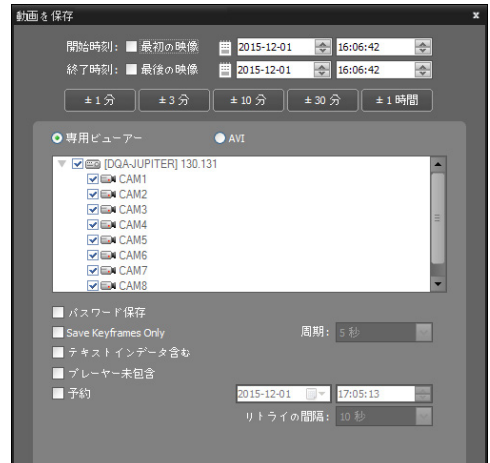 動画を保存
開始時刻: 最初の映像 2015-12-01 16:06:42
終了時刻: 最後の映像 2015-12-01 16:06:42
±1分 ±3分 ±10分 ±30分 ±1時間
専用ビューアー AVI
[DQA-JUPITER] 130.131
CAM1
CAM2
CAM3
CAM4
CAM5
CAM6
CAM7
CAM8
パスワード保存
Save Keyframes Only 周期: 5 秒
テキストインデータ含む
プレーヤー未包含
予約 2015-12-01 17:05:13
リトライの間隔: 10 秒